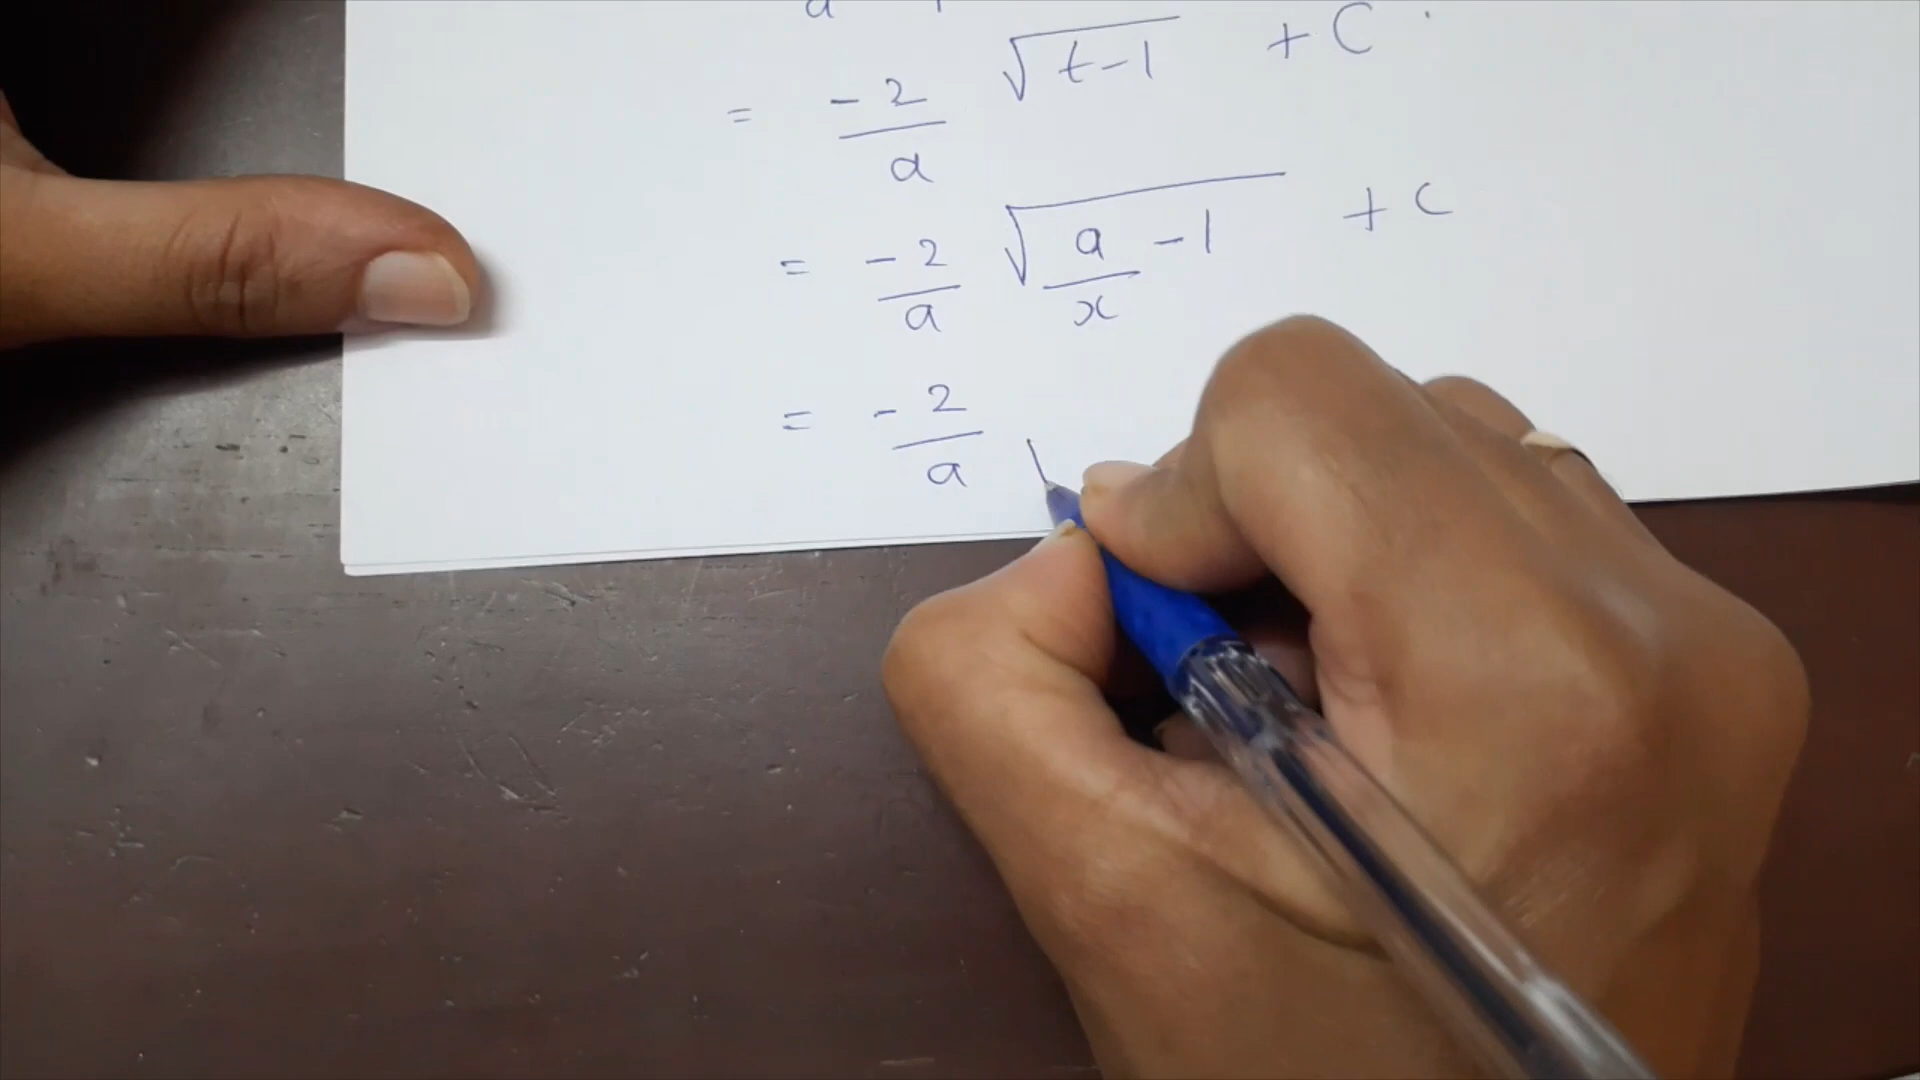 = -2/a √(t-1) + C.
= -2/a √(a/x -1) + C
= -2/a